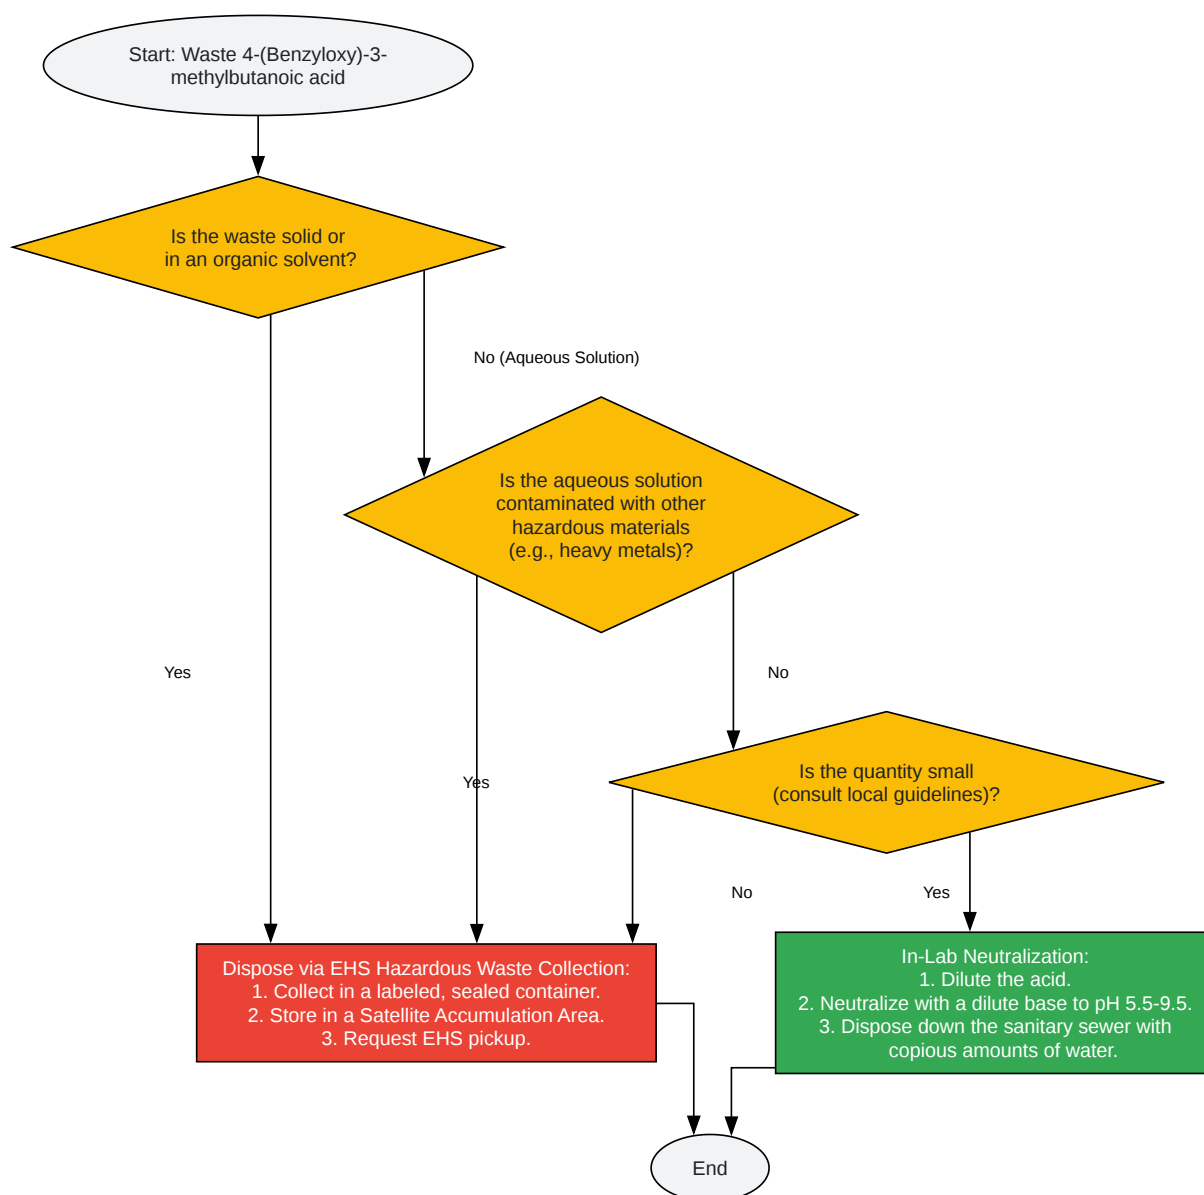 Start: Waste 4-(Benzyloxy)-3-
methylbutanoic acid
Is the waste solid or
in an organic solvent?
No (Aqueous Solution)
Is the aqueous solution
contaminated with other
hazardous materials
(e.g., heavy metals)?
Yes
No
Is the quantity small
(consult local guidelines)?
Yes
No
Yes
Dispose via EHS Hazardous Waste Collection:
1. Collect in a labeled, sealed container.
2. Store in a Satellite Accumulation Area.
3. Request EHS pickup.
In-Lab Neutralization:
1. Dilute the acid.
2. Neutralize with a dilute base to pH 5.5-9.5.
3. Dispose down the sanitary sewer with
copious amounts of water.
End